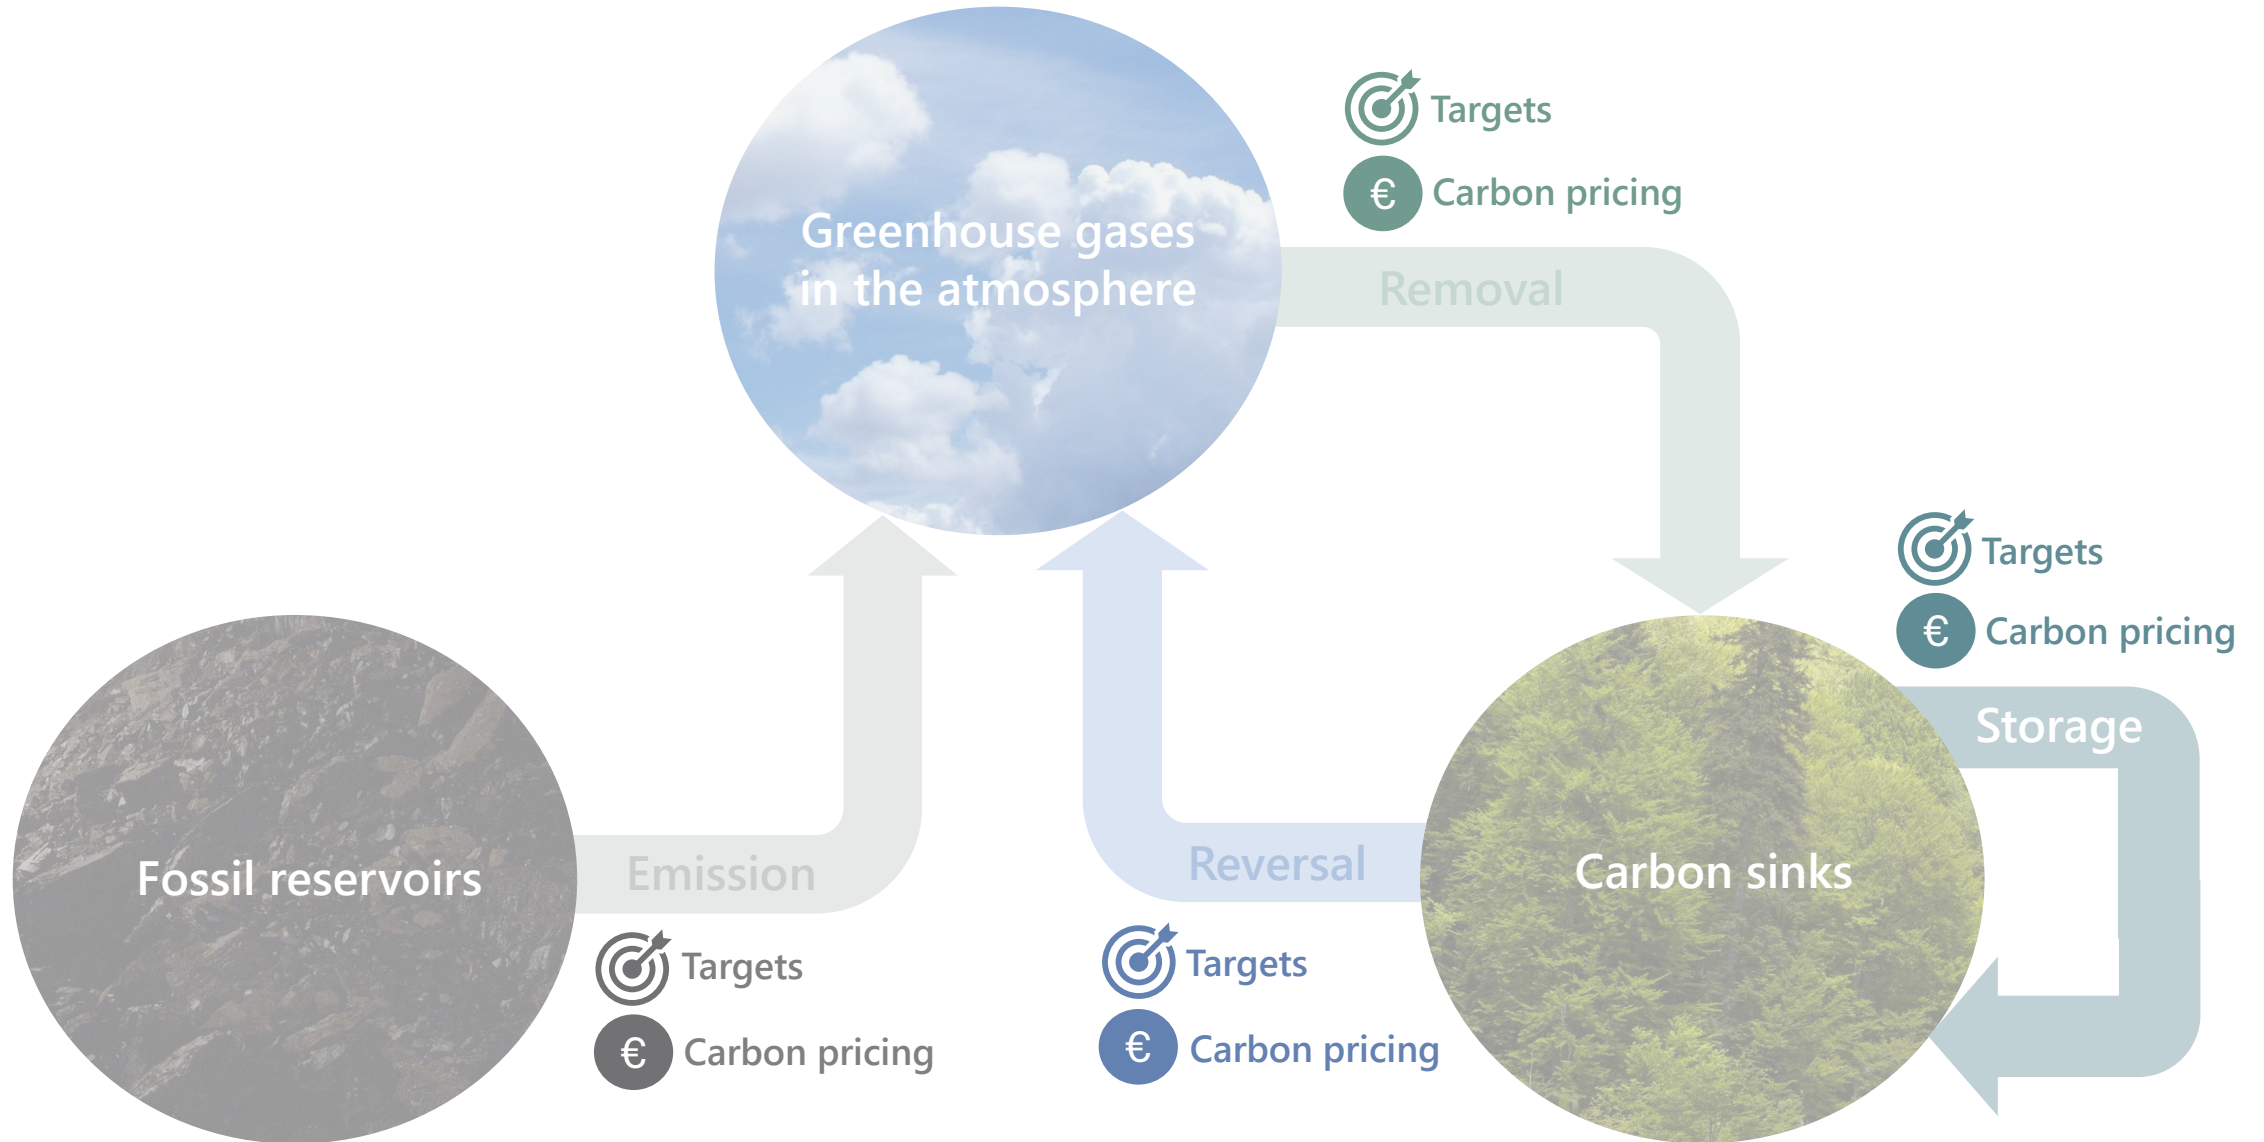 Targets
€ Carbon pricing
Greenhouse gases
in the atmosphere
Removal
Targets
€ Carbon pricing
Storage
Fossil reservoirs
Emission
Reversal
Carbon sinks
Targets
€ Carbon pricing
Targets
€ Carbon pricing